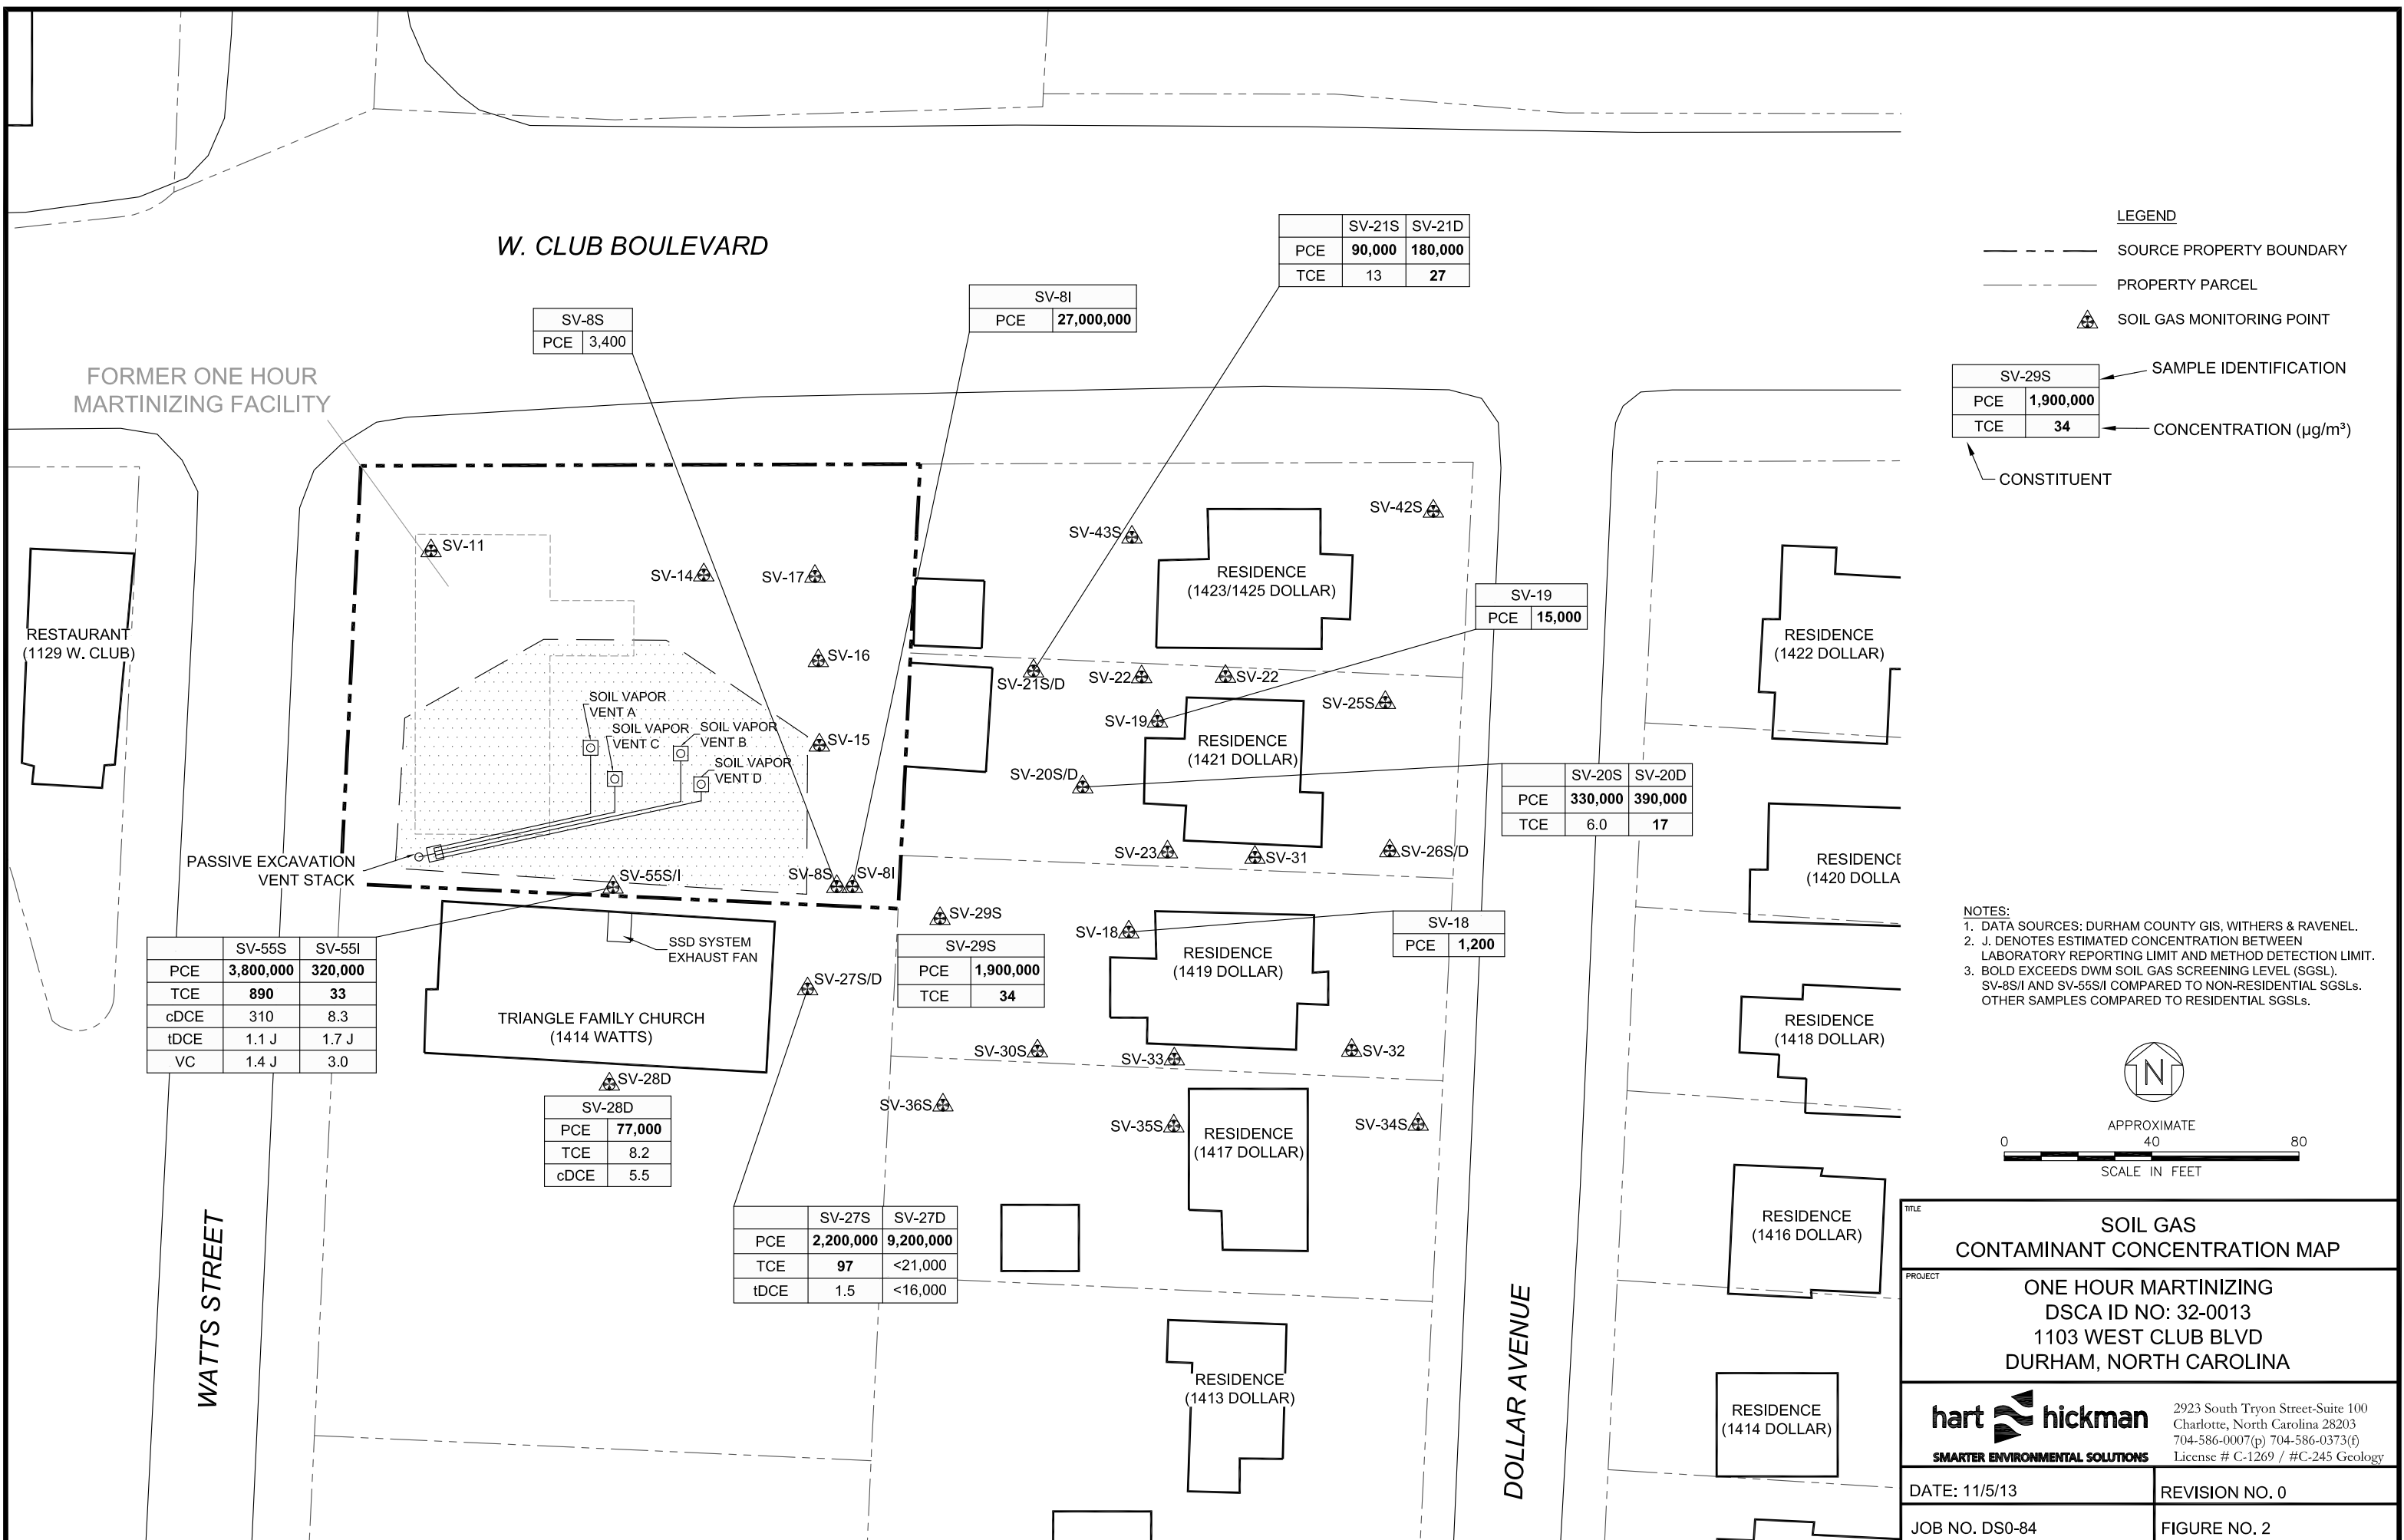 W. CLUB BOULEVARD
FORMER ONE HOUR
MARTINIZING FACILITY
SV-8S
PCE 3,400
SV-8I
PCE 27,000,000
SV-21S SV-21D
PCE 90,000 180,000
TCE 13 27
LEGEND
SOURCE PROPERTY BOUNDARY
PROPERTY PARCEL
SOIL GAS MONITORING POINT
SV-29S
PCE 1,900,000
TCE 34
SAMPLE IDENTIFICATION
CONCENTRATION (µg/m³)
CONSTITUENT
RESTAURANT
(1129 W. CLUB)
SV-11
SV-14
SV-17
SV-16
SV-15
SOIL VAPOR
VENT A
SOIL VAPOR
VENT C
SOIL VAPOR
VENT B
SOIL VAPOR
VENT D
PASSIVE EXCAVATION
VENT STACK
SV-55S/I
SV-8S
SV-8I
SV-43S
SV-42S
RESIDENCE
(1423/1425 DOLLAR)
SV-19
PCE 15,000
SV-21S/D
SV-22
SV-22
SV-25S
SV-19
RESIDENCE
(1421 DOLLAR)
SV-20S/D
SV-20S SV-20D
PCE 330,000 390,000
TCE 6.0 17
SV-23
SV-31
SV-26S/D
RESIDENCE
(1422 DOLLAR)
RESIDENCE
(1420 DOLLA
SV-55S SV-55I
PCE 3,800,000 320,000
TCE 890 33
cDCE 310 8.3
tDCE 1.1 J 1.7 J
VC 1.4 J 3.0
SSD SYSTEM
EXHAUST FAN
TRIANGLE FAMILY CHURCH
(1414 WATTS)
SV-29S
SV-29S
PCE 1,900,000
TCE 34
SV-27S/D
SV-18
RESIDENCE
(1419 DOLLAR)
SV-18
PCE 1,200
SV-30S
SV-33
SV-32
SV-28D
SV-28D
PCE 77,000
TCE 8.2
cDCE 5.5
SV-36S
SV-35S
RESIDENCE
(1417 DOLLAR)
SV-34S
SV-27S SV-27D
PCE 2,200,000 9,200,000
TCE 97 <21,000
tDCE 1.5 <16,000
RESIDENCE
(1413 DOLLAR)
WATTS STREET
DOLLAR AVENUE
RESIDENCE
(1418 DOLLAR)
RESIDENCE
(1416 DOLLAR)
RESIDENCE
(1414 DOLLAR)
NOTES:
1. DATA SOURCES: DURHAM COUNTY GIS, WITHERS & RAVENEL.
2. J. DENOTES ESTIMATED CONCENTRATION BETWEEN
LABORATORY REPORTING LIMIT AND METHOD DETECTION LIMIT.
3. BOLD EXCEEDS DWM SOIL GAS SCREENING LEVEL (SGSL).
SV-8S/I AND SV-55S/I COMPARED TO NON-RESIDENTIAL SGSLs.
OTHER SAMPLES COMPARED TO RESIDENTIAL SGSLs.
N
APPROXIMATE
0 40 80
SCALE IN FEET
TITLE
SOIL GAS
CONTAMINANT CONCENTRATION MAP
PROJECT
ONE HOUR MARTINIZING
DSCA ID NO: 32-0013
1103 WEST CLUB BLVD
DURHAM, NORTH CAROLINA
hart hickman
SMARTER ENVIRONMENTAL SOLUTIONS
2923 South Tryon Street-Suite 100
Charlotte, North Carolina 28203
704-586-0007(p) 704-586-0373(f)
License # C-1269 / #C-245 Geology
DATE: 11/5/13
REVISION NO. 0
JOB NO. DS0-84
FIGURE NO. 2